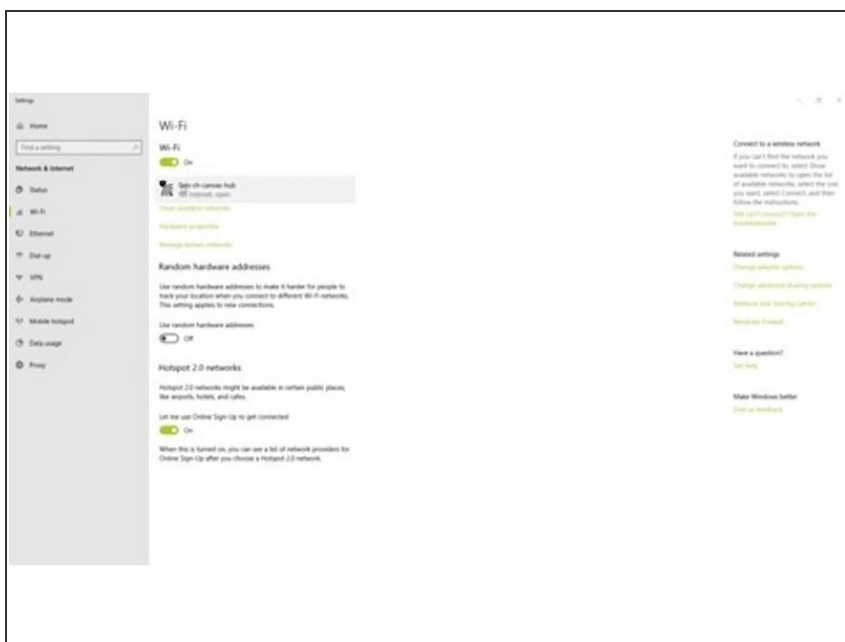 Settings
Home
Find a setting
Network & Internet
Status
Wi-Fi
Ethernet
Dial-up
VPN
Airplane mode
Mobile hotspot
Data usage
Proxy
Wi-Fi
Wi-Fi
On
No Internet, open
Show available networks
Hardware properties
Manage known networks
Random hardware addresses
Use random hardware addresses to make it harder for people to
track your location when you connect to different Wi-Fi networks.
This setting applies to new connections.
Use random hardware addresses
Off
Hotspot 2.0 networks
Hotspot 2.0 networks might be available in certain public places,
like airports, hotels, and cafes.
Let me use Online Sign-Up to get connected
On
When this is turned on, you can see a list of network providers for
Online Sign-Up after you choose a Hotspot 2.0 network.
Connect to a wireless network
If you can't find the network you
want to connect to, select Show
available networks to open the list
of available networks, select the one
you want, select Connect, and then
follow the instructions.
Still can't connect? Open the
troubleshooter
Related settings
Change adapter options
Change advanced sharing options
Network and Sharing Center
Windows Firewall
Have a question?
Get help
Make Windows better
Give us feedback